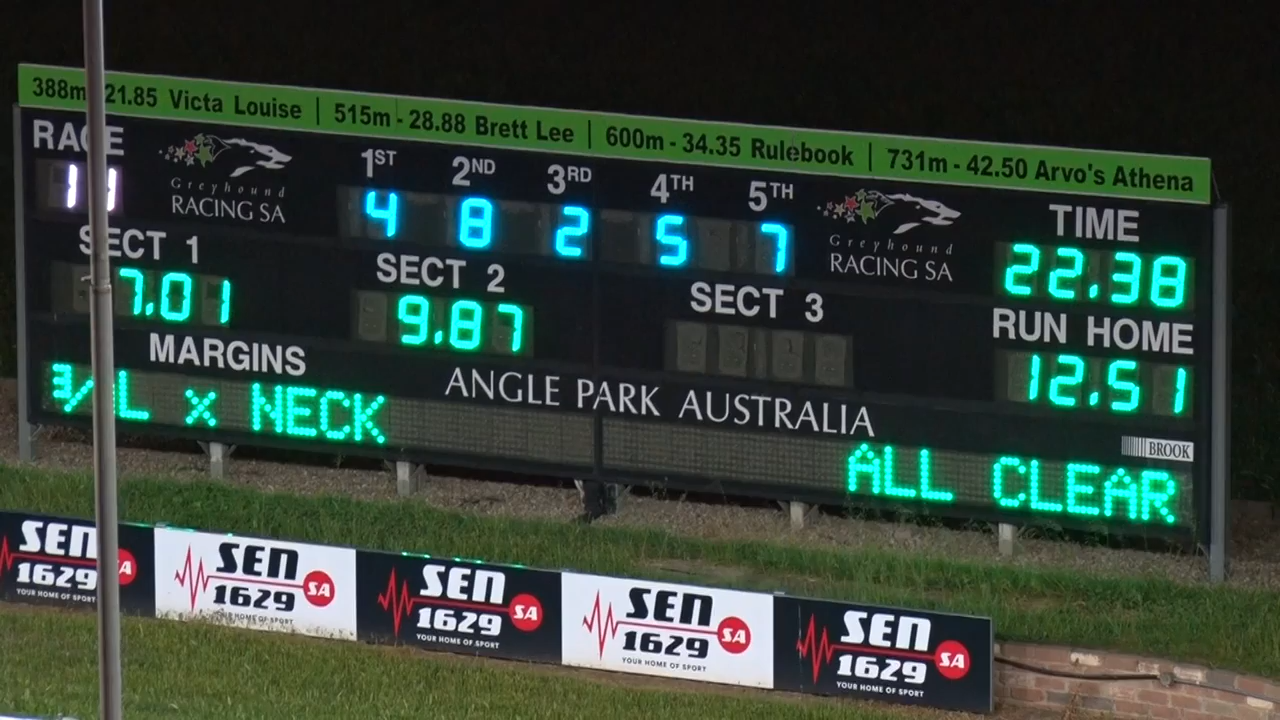 388m 21.85 Victa Louise | 515m - 28.88 Brett Lee | 600m - 34.35 Rulebook | 731m - 42.50 Arvo's Athena
RACE
11
Greyhound
RACING SA
1ST 2ND 3RD 4TH 5TH
4 8 2 5 7
Greyhound
RACING SA
TIME
22.38
SECT 1
7.01
SECT 2
9.87
SECT 3
RUN HOME
12.51
MARGINS
L x NECK
ANGLE PARK AUSTRALIA
BROOK
ALL CLEAR
SEN
1629 SA
YOUR HOME OF SPORT
SEN
1629 SA
YOUR HOME OF SPORT
SEN
1629 SA
YOUR HOME OF SPORT
SEN
1629 SA
YOUR HOME OF SPORT
SEN
1629 SA
YOUR HOME OF SPORT